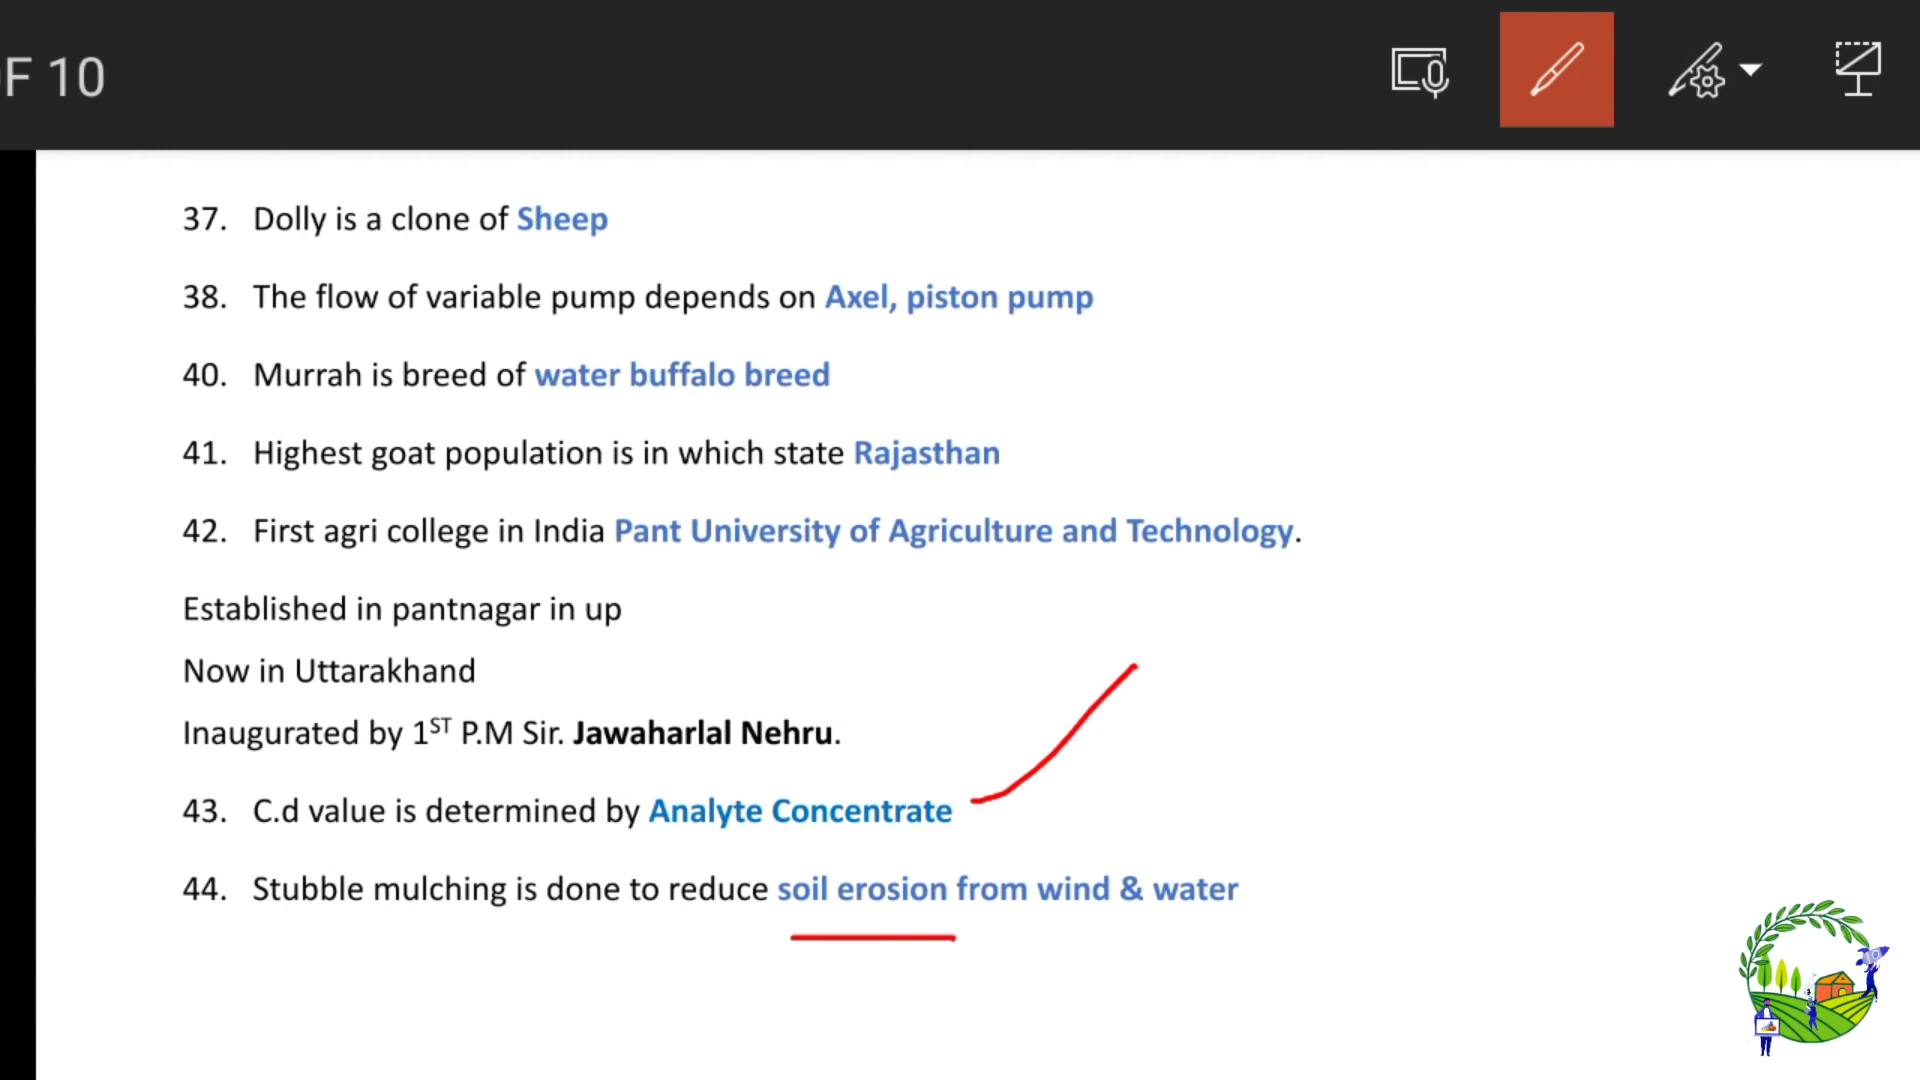 F 10
37. Dolly is a clone of Sheep
38. The flow of variable pump depends on Axel, piston pump
40. Murrah is breed of water buffalo breed
41. Highest goat population is in which state Rajasthan
42. First agri college in India Pant University of Agriculture and Technology.
Established in pantnagar in up
Now in Uttarakhand
Inaugurated by 1ST P.M Sir. Jawaharlal Nehru.
43. C.d value is determined by Analyte Concentrate
44. Stubble mulching is done to reduce soil erosion from wind & water